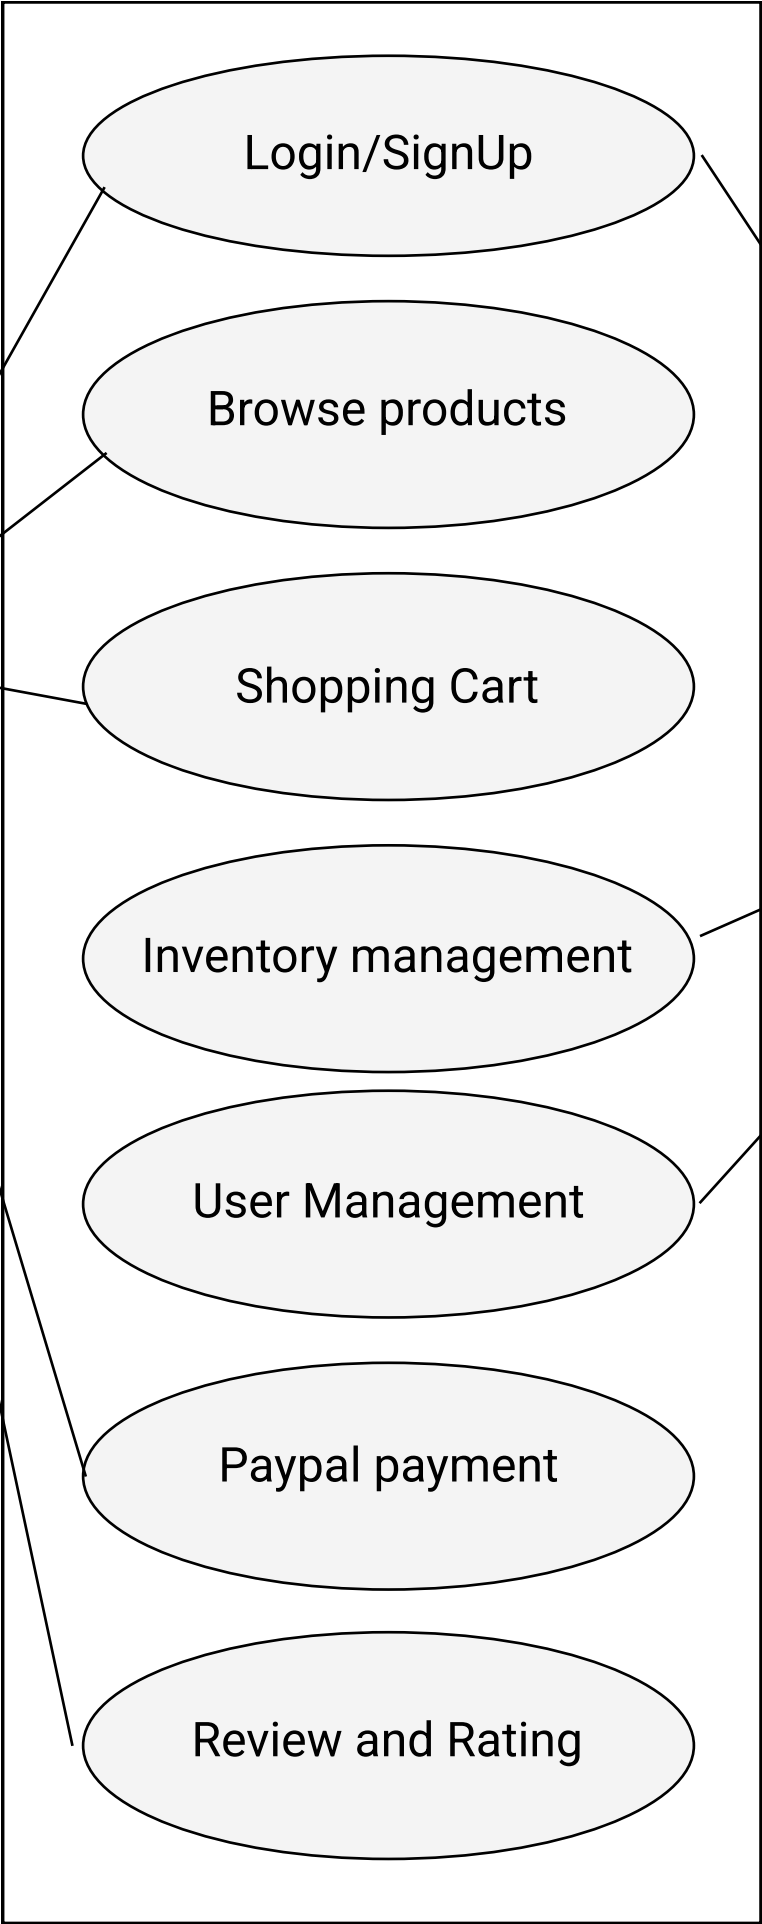 Login/SignUp
Browse products
Shopping Cart
Inventory management
User Management
Paypal payment
Review and Rating